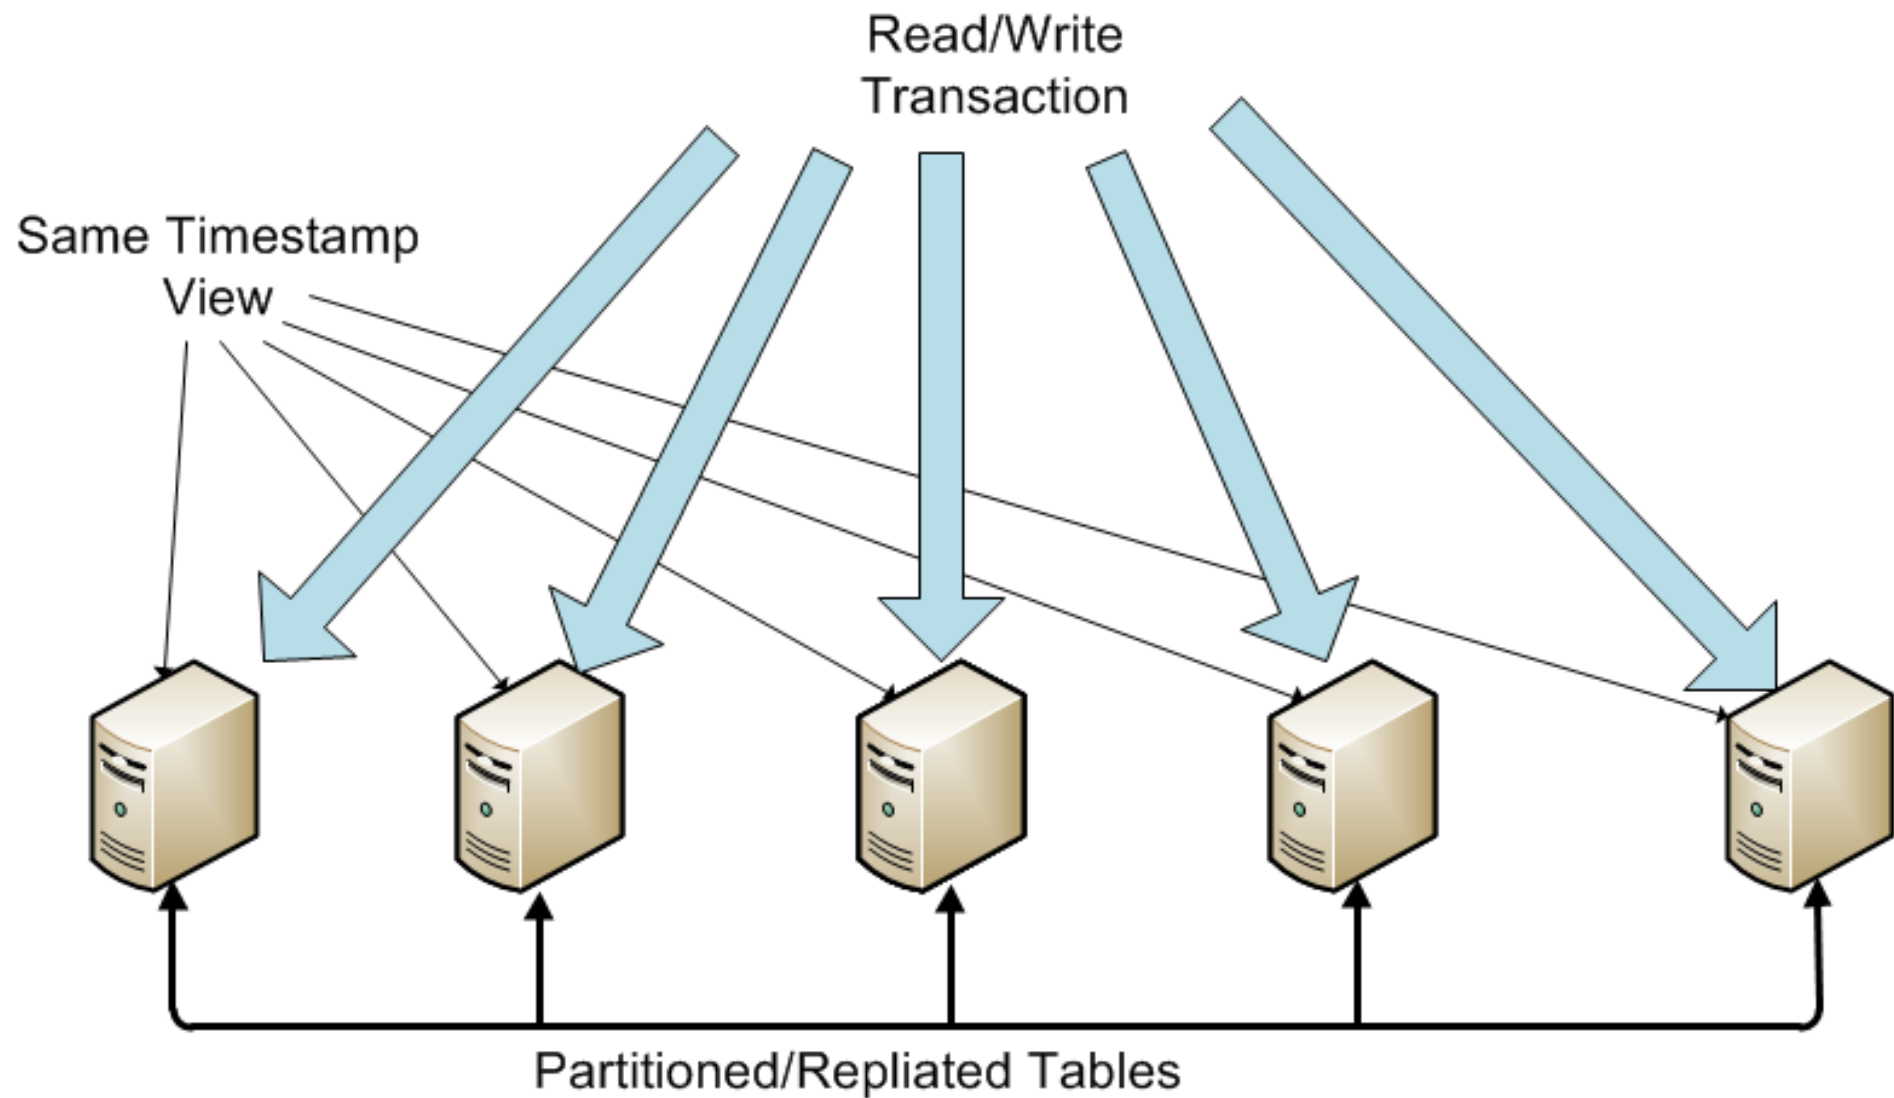 Read/Write
Transaction
Same Timestamp
View
Partitioned/Repliated Tables